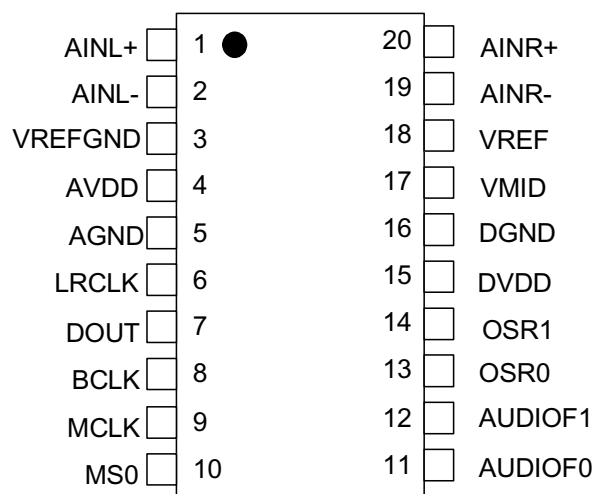 AINL+ 1 20 AINR+
AINL- 2 19 AINR-
VREFGND 3 18 VREF
AVDD 4 17 VMID
AGND 5 16 DGND
LRCLK 6 15 DVDD
DOUT 7 14 OSR1
BCLK 8 13 OSR0
MCLK 9 12 AUDIOF1
MS0 10 11 AUDIOF0